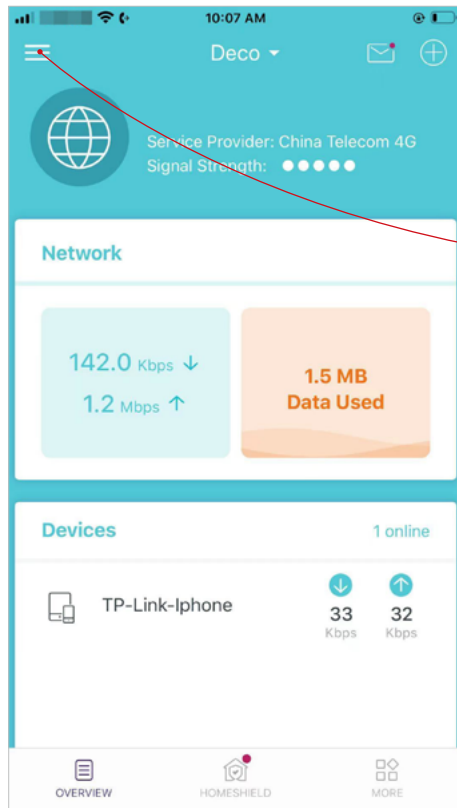 10:07 AM
Deco
Service Provider: China Telecom 4G
Signal Strength:
Network
142.0 Kbps ↓
1.2 Mbps ↑
1.5 MB
Data Used
Devices
1 online
TP-Link-Iphone
33
Kbps
32
Kbps
OVERVIEW
HOMESHIELD
MORE